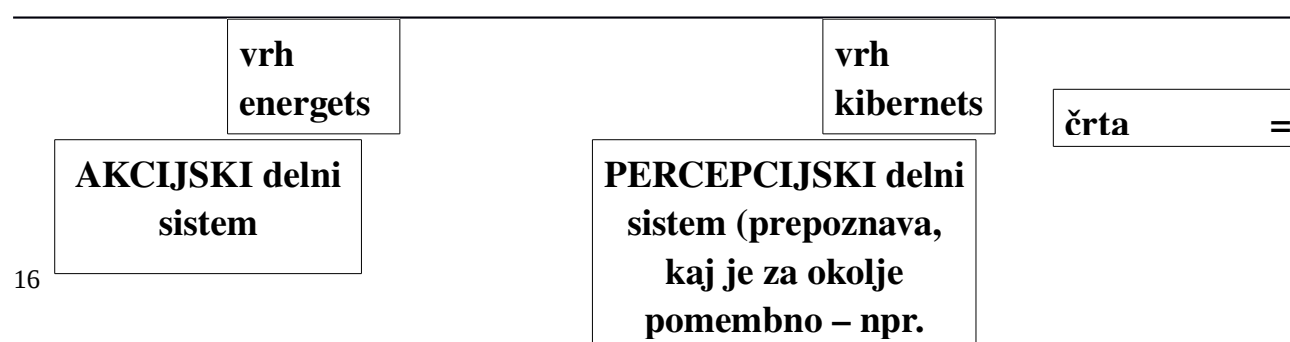 vrh
energets
vrh
kibernets
črta =
AKCIJSKI delni
sistem
PERCEPCIJSKI delni
sistem (prepoznava,
kaj je za okolje
pomembno – npr.
16